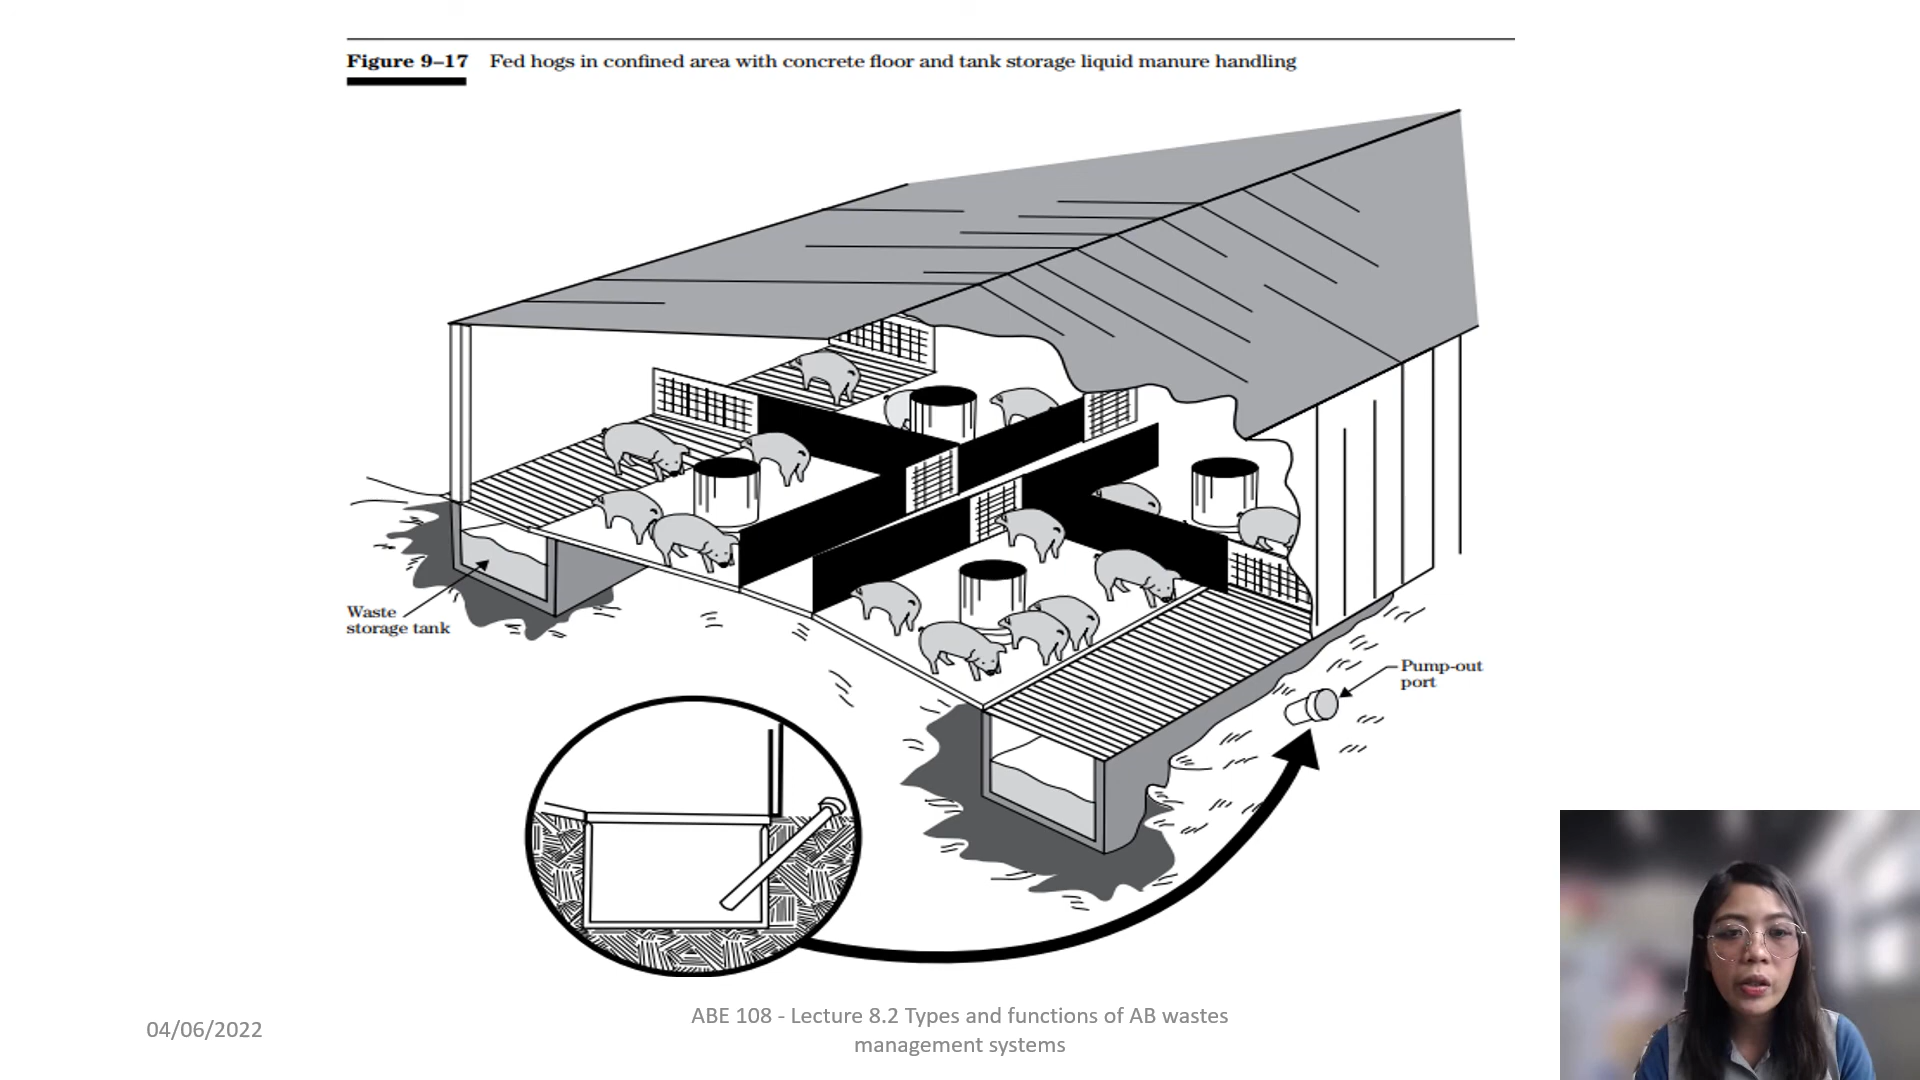 Figure 9–17 Fed hogs in confined area with concrete floor and tank storage liquid manure handling
Waste
storage tank
Pump-out
port
04/06/2022
ABE 108 - Lecture 8.2 Types and functions of AB wastes
management systems